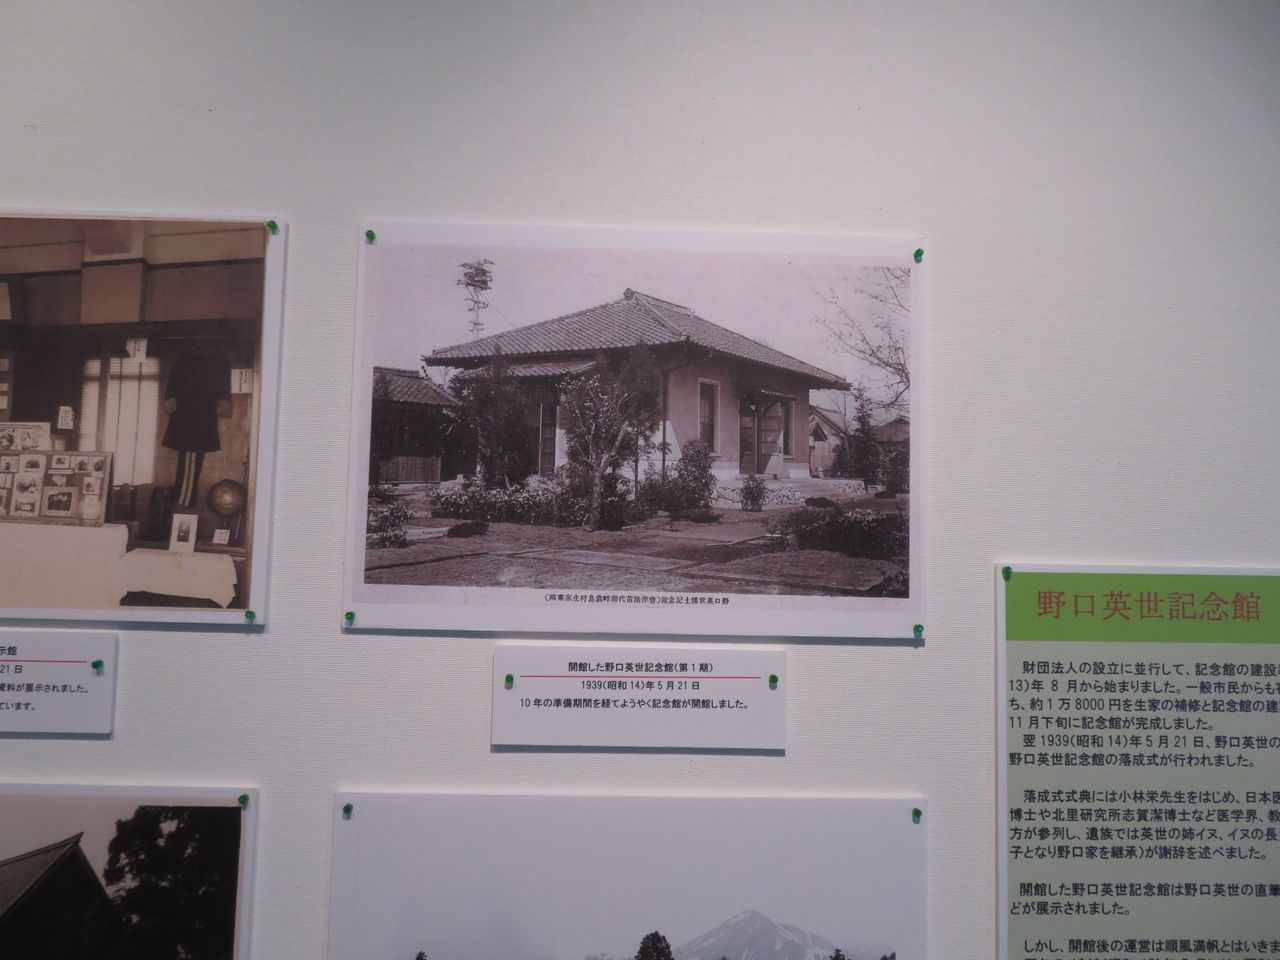 野口英世博士記念館(會津猪苗代湖畔翁島村生家東隣)
示館
21日
資料が展示されました。
ています。
開館した野口英世記念館(第1期)
1939(昭和14)年5月21日
10年の準備期間を経てようやく記念館が開館しました。
野口英世記念館
財団法人の設立に並行して、記念館の建設
13)年 8 月から始まりました。一般市民からも
ち、約1万8000円を生家の補修と記念館の建
11月下旬に記念館が完成しました。
翌1939(昭和14)年5月21日、野口英世の
野口英世記念館の落成式が行われました。
落成式式典には小林栄先生をはじめ、日本医
博士や北里研究所志賀潔博士など医学界、教
方が参列し、遺族では英世の姉イヌ、イヌの長
子となり野口家を継承)が謝辞を述べました。
開館した野口英世記念館は野口英世の直筆
どが展示されました。
しかし、開館後の運営は順風満帆とはいきま